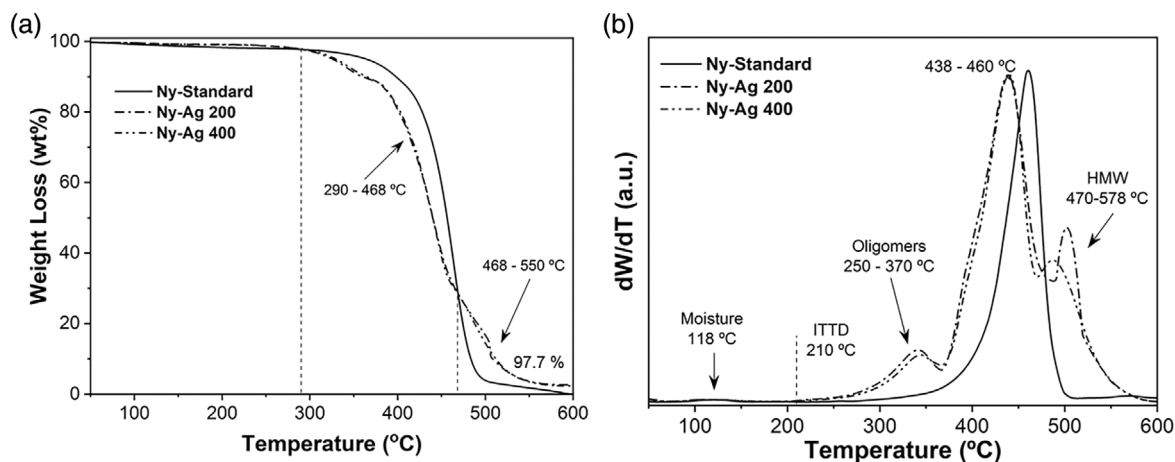 (a)
100
80
60
40
20
0
Weight Loss (wt%)
Ny-Standard
Ny-Ag 200
Ny-Ag 400
290 - 468 ºC
468 - 550 ºC
97.7 %
100 200 300 400 500 600
Temperature (ºC)
(b)
dW/dT (a.u.)
Ny-Standard
Ny-Ag 200
Ny-Ag 400
438 - 460 ºC
HMW
470-578 ºC
Oligomers
250 - 370 ºC
Moisture
118 ºC
ITTD
210 ºC
100 200 300 400 500 600
Temperature (ºC)